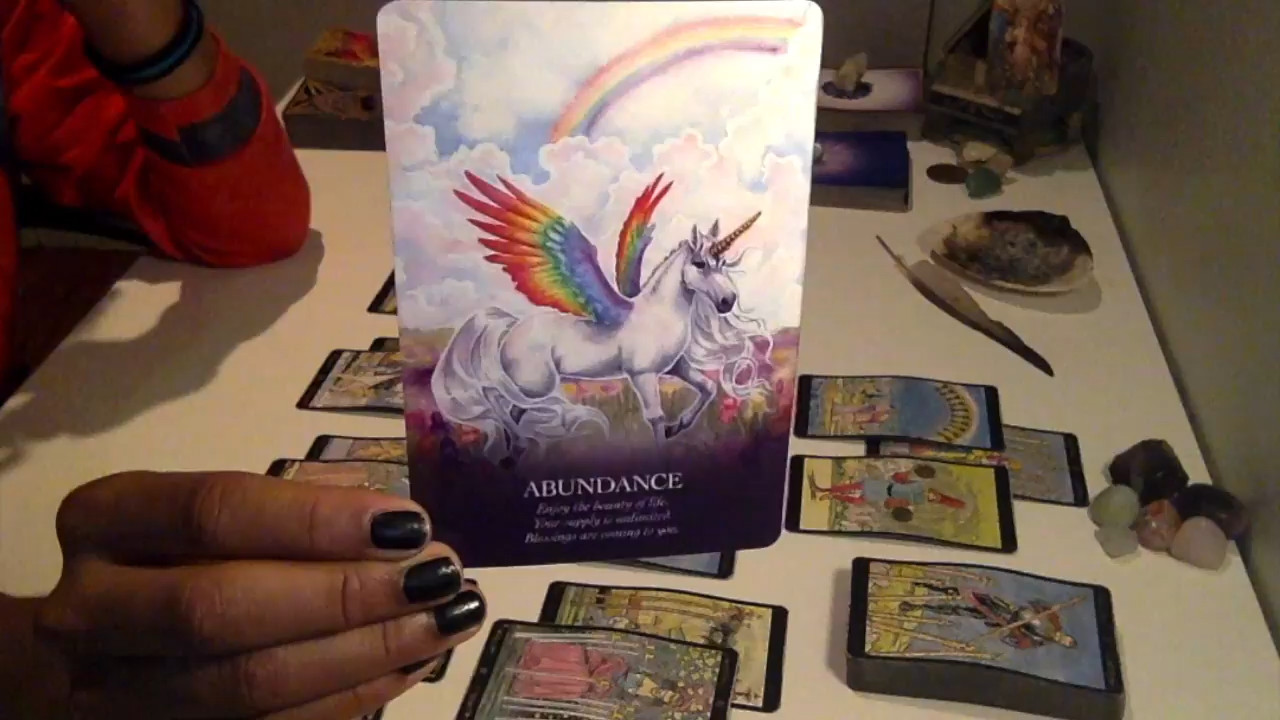 ABUNDANCE
Enjoy the beauty of life.
Your supply is unlimited.
Blessings are coming to you.